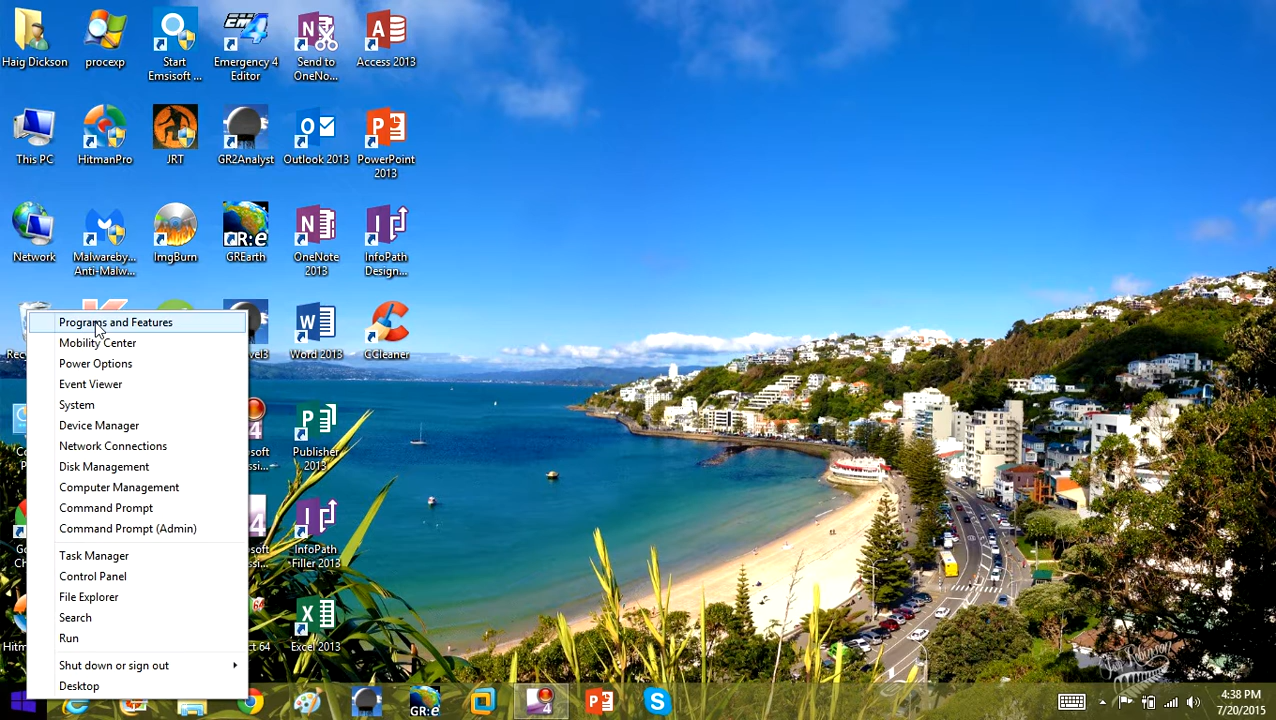 Haig Dickson
procexp
Start
Emsisoft ...
EM4
Emergency 4
Editor
Send to
OneNo...
Access 2013
This PC
HitmanPro
JRT
GR2Analyst
Outlook 2013
PowerPoint
2013
Network
Malwareby...
Anti-Malw...
ImgBurn
GR:e
GREarth
OneNote
2013
InfoPath
Design...
Word 2013
CCleaner
Publisher
2013
InfoPath
Filler 2013
Excel 2013
Programs and Features
Mobility Center
Power Options
Event Viewer
System
Device Manager
Network Connections
Disk Management
Computer Management
Command Prompt
Command Prompt (Admin)
Task Manager
Control Panel
File Explorer
Search
Run
Shut down or sign out
Desktop
GR:e
4
4:38 PM
7/20/2015